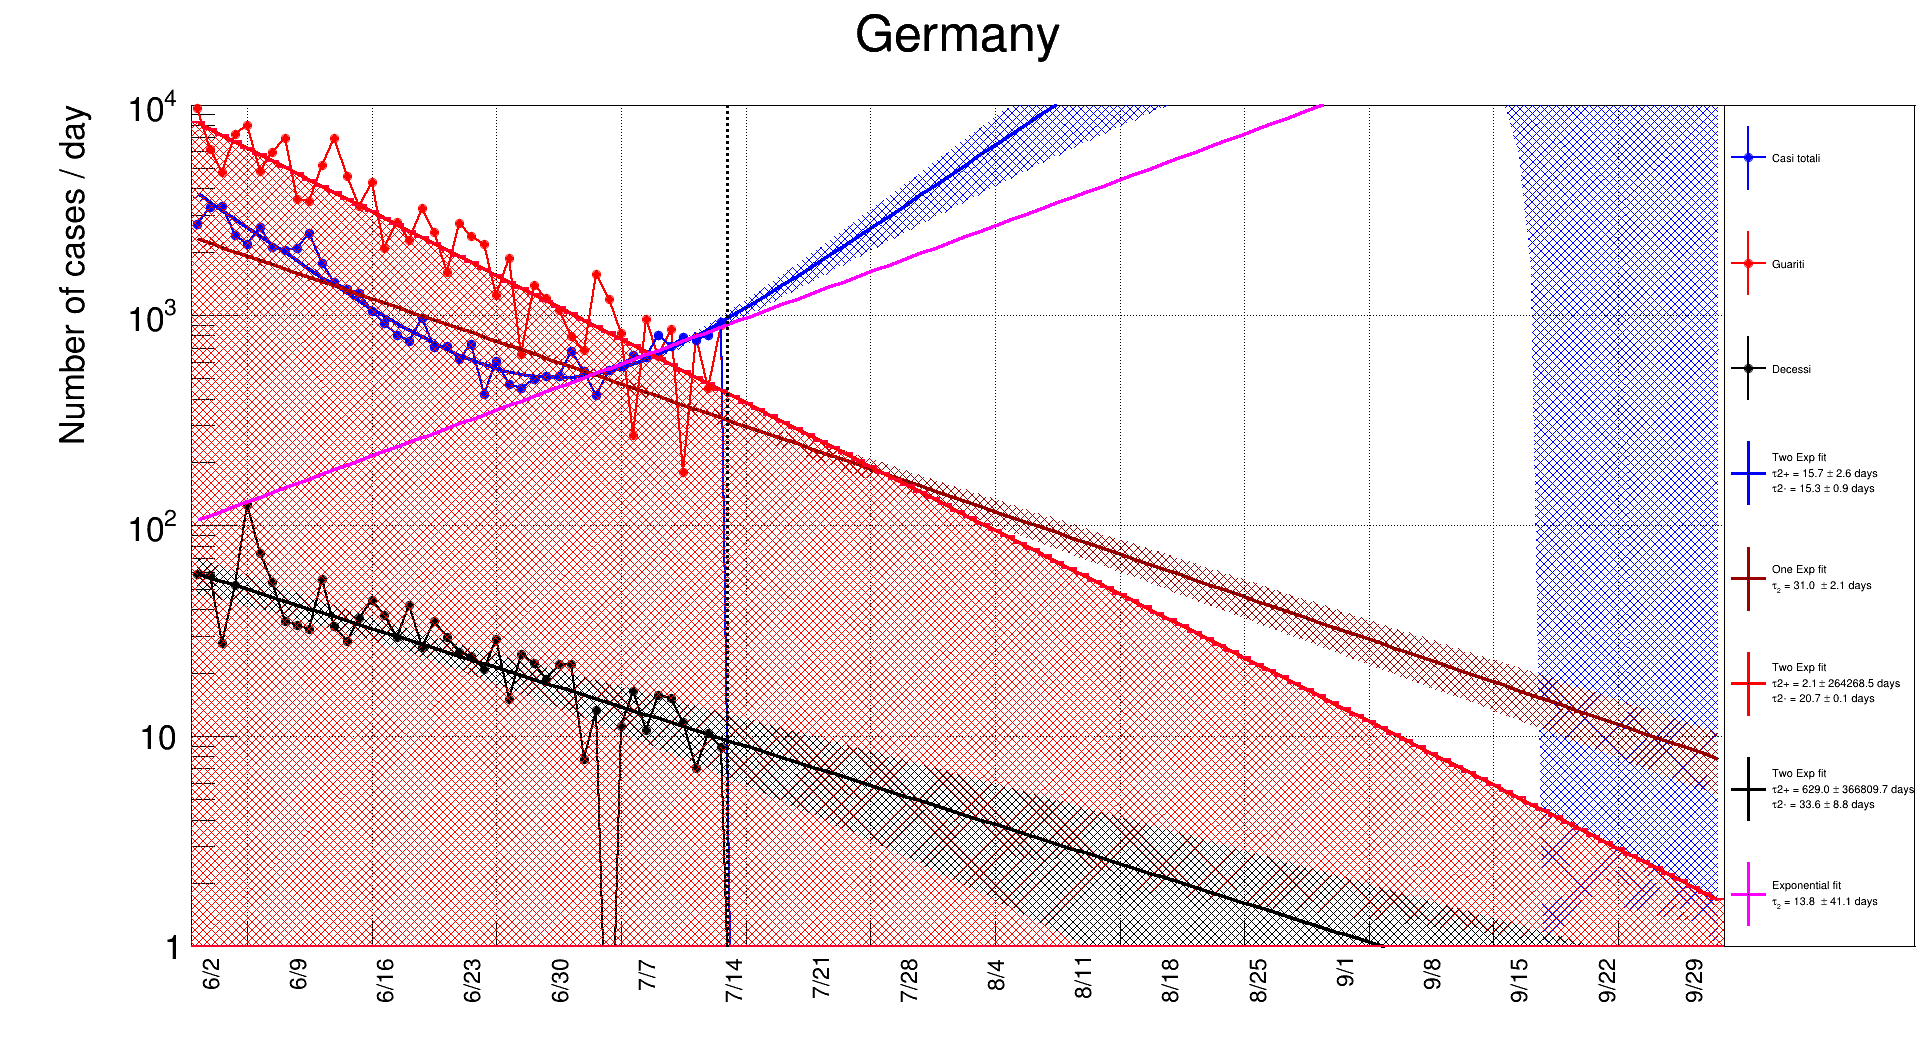 Germany
Number of cases / day
10^4
10^3
10^2
10
1
6/2
6/9
6/16
6/23
6/30
7/7
7/14
7/21
7/28
8/4
8/11
8/18
8/25
9/1
9/8
9/15
9/22
9/29
Casi totali
Guariti
Decessi
Two Exp fit
τ2+ = 15.7 ± 2.6 days
τ2- = 15.3 ± 0.9 days
One Exp fit
τ₂ = 31.0 ± 2.1 days
Two Exp fit
τ2+ = 2.1 ± 264268.5 days
τ2- = 20.7 ± 0.1 days
Two Exp fit
τ2+ = 629.0 ± 366809.7 days
τ2- = 33.6 ± 8.8 days
Exponential fit
τ₂ = 13.8 ± 41.1 days